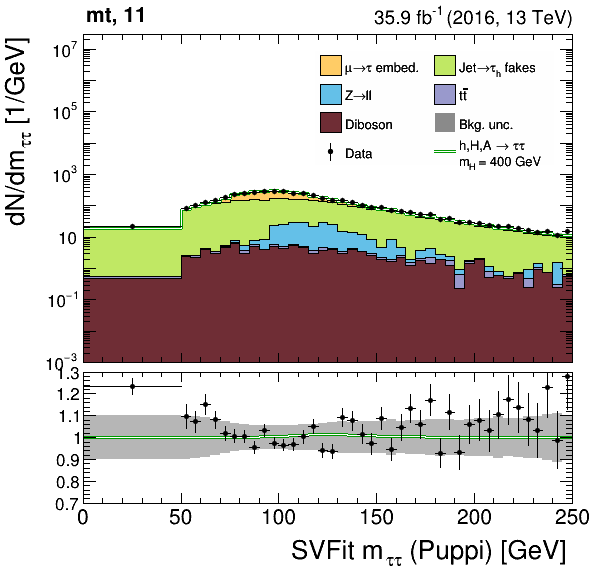 mt, 11
35.9 fb⁻¹ (2016, 13 TeV)
dN/dm_ττ [1/GeV]
10⁷
10⁵
10³
10
10⁻¹
10⁻³
μ→τ embed.
Jet→τ_h fakes
Z→ll
tt̄
Diboson
Bkg. unc.
Data
h,H,A → ττ
m_H = 400 GeV
1.3
1.2
1.1
1
0.9
0.8
0.7
0 50 100 150 200 250
SVFit m_ττ (Puppi) [GeV]